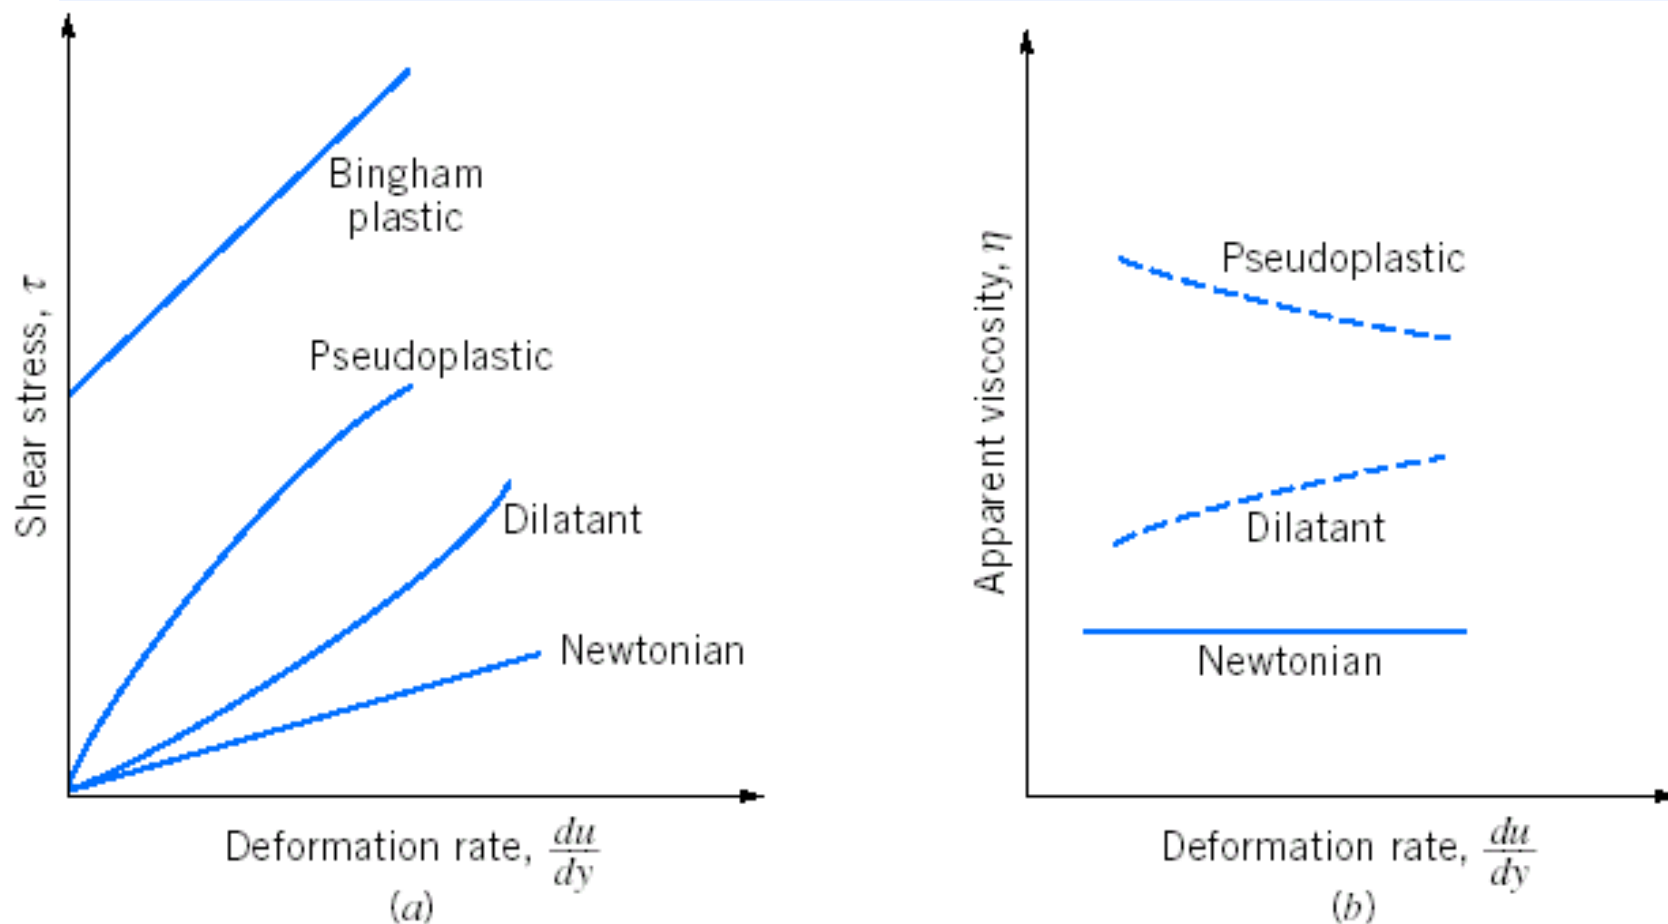 Bingham
plastic
Pseudoplastic
Dilatant
Newtonian
Shear stress, τ
Deformation rate, du/dy
(a)
Pseudoplastic
Dilatant
Newtonian
Apparent viscosity, η
Deformation rate, du/dy
(b)